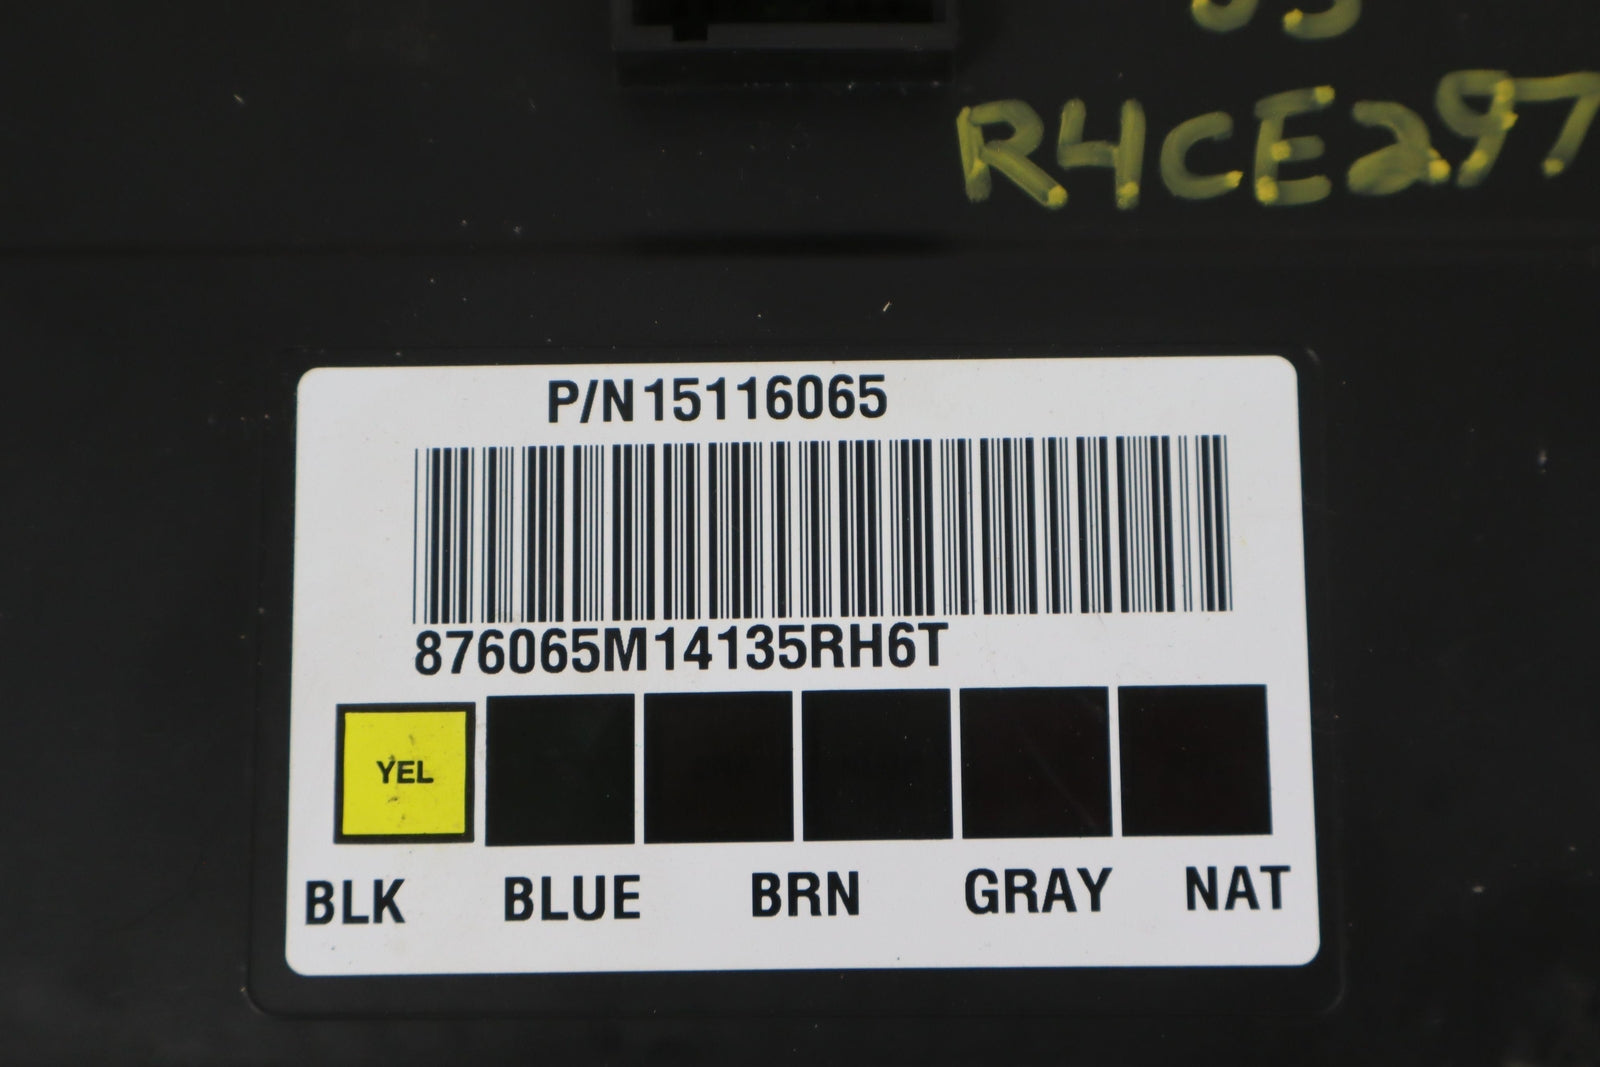 R4CE297
P/N15116065
876065M14135RH6T
YEL
BLK BLUE BRN GRAY NAT